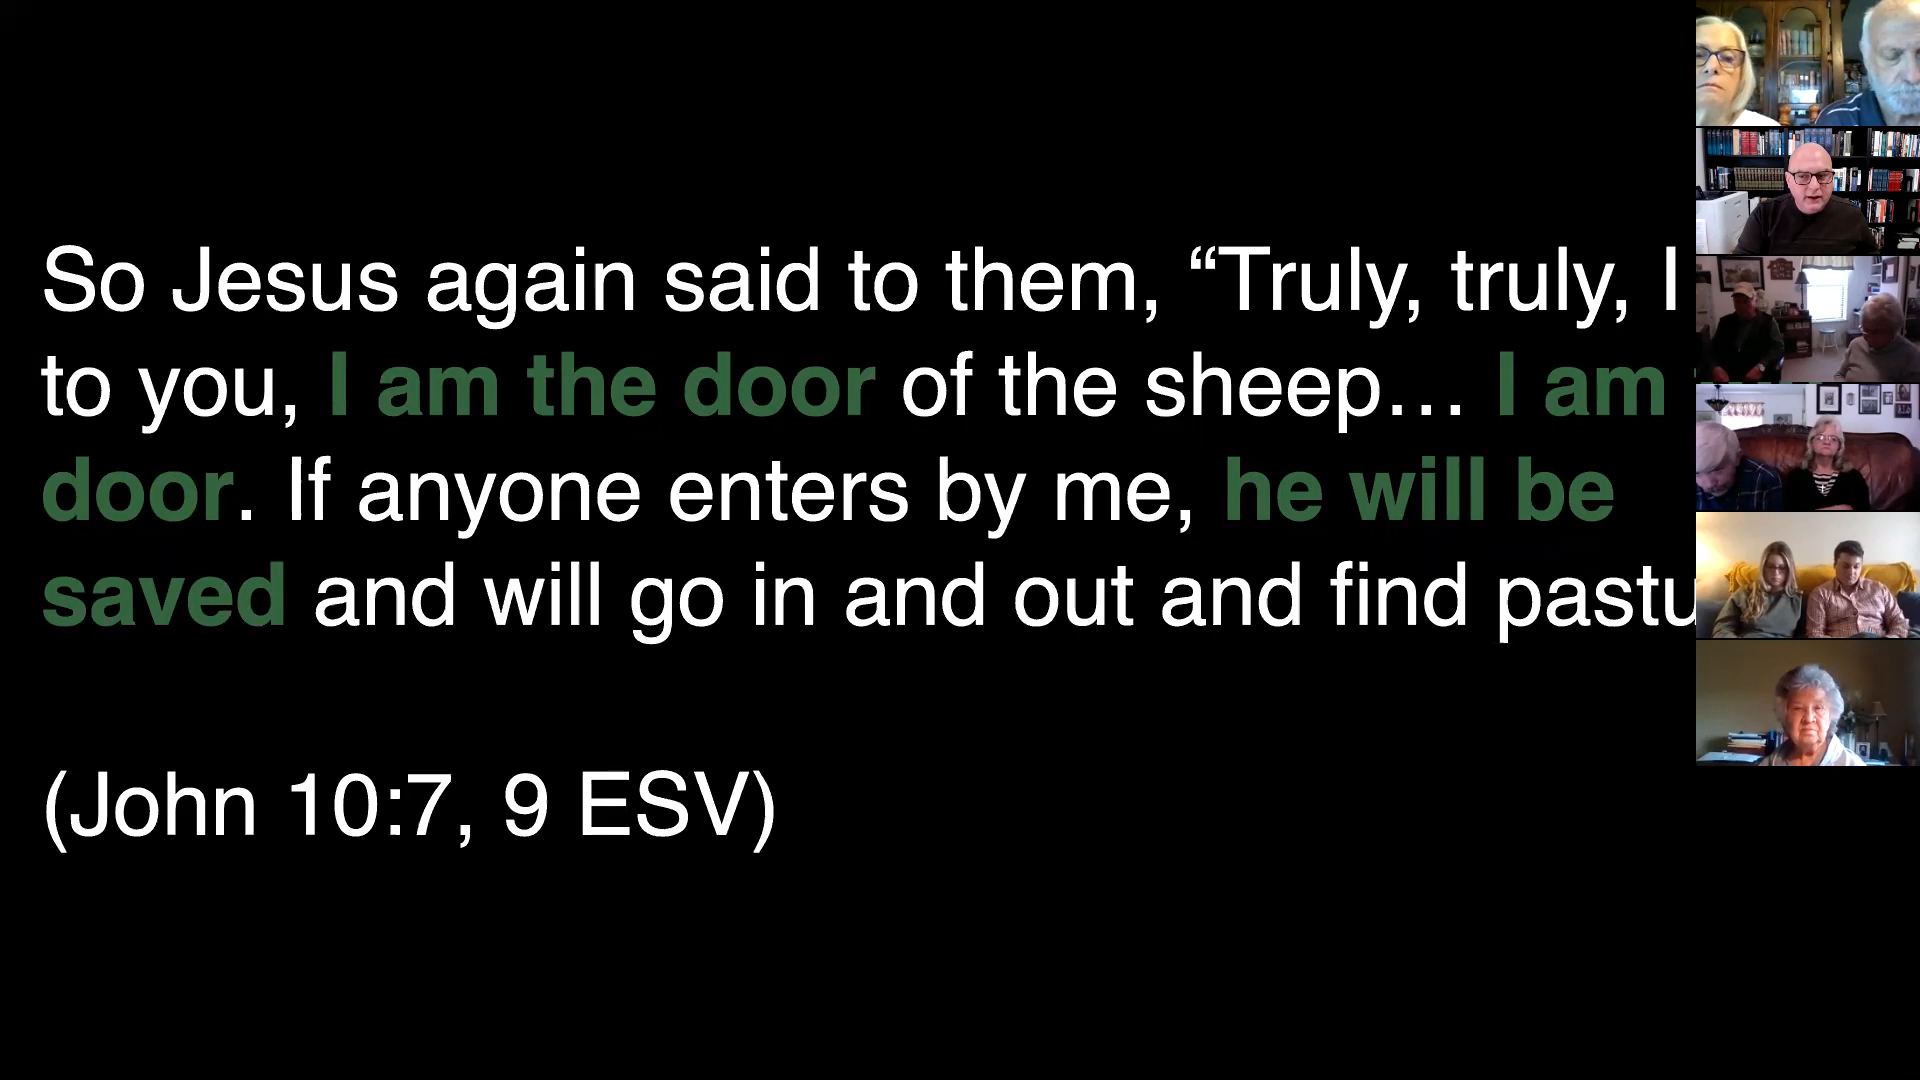 So Jesus again said to them, “Truly, truly, I
to you, I am the door of the sheep… I am
door. If anyone enters by me, he will be
saved and will go in and out and find pastu
(John 10:7, 9 ESV)